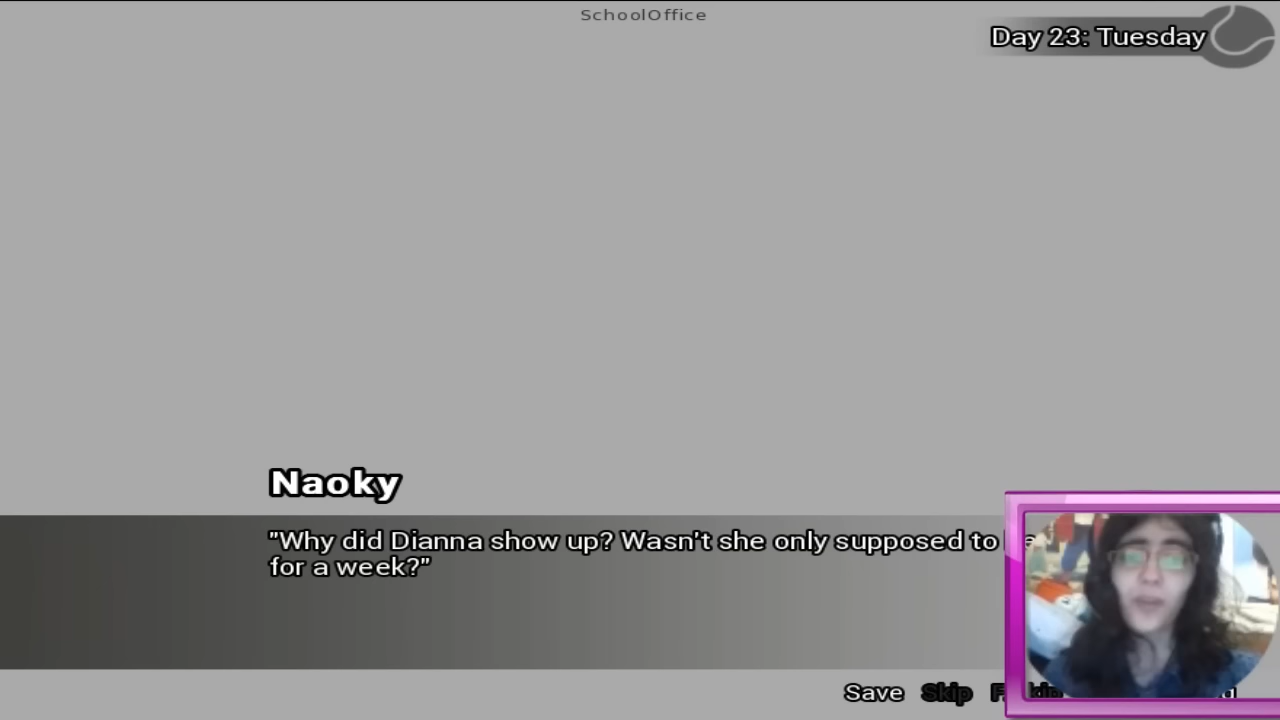 SchoolOffice
Day 23: Tuesday
Naoky
"Why did Dianna show up? Wasn't she only supposed to
for a week?"
Save Skip